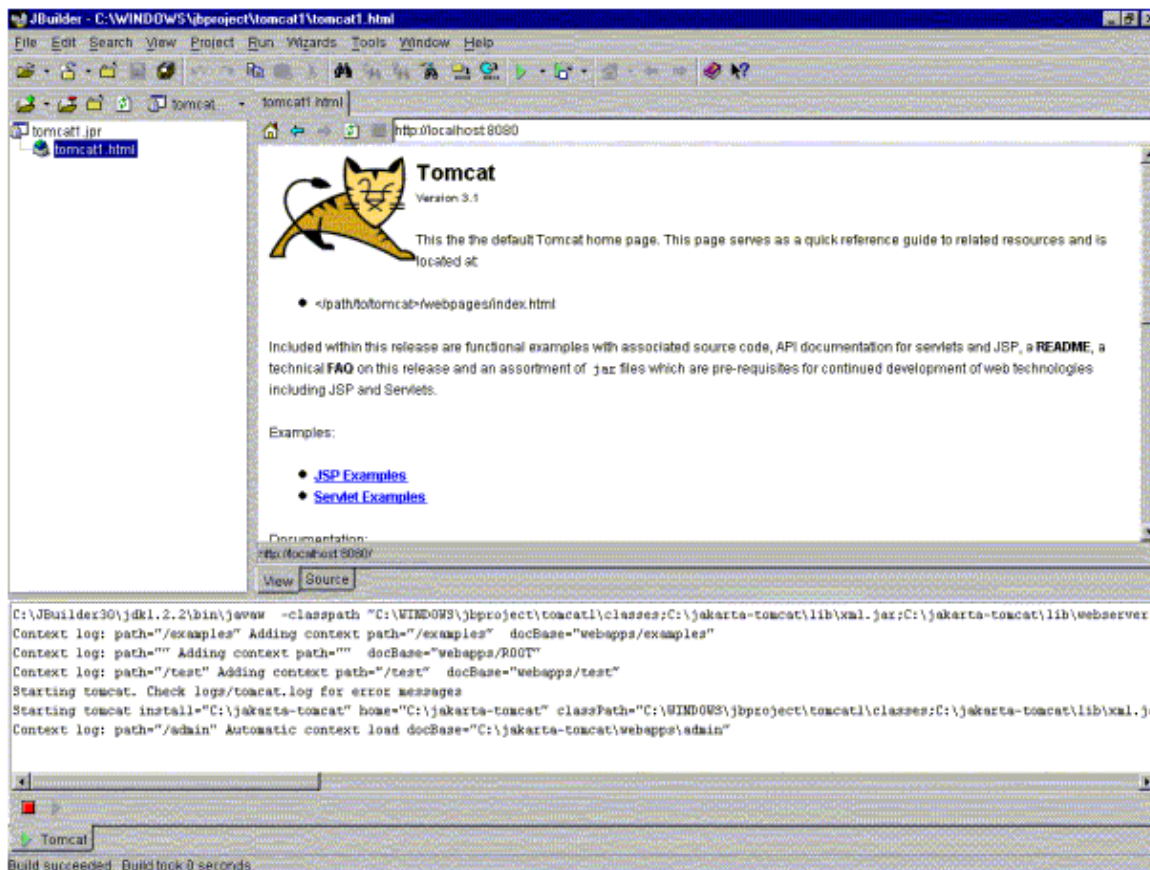 JBuilder - C:\WINDOWS\jbproject\tomcat1\tomcat1.html
File Edit Search View Project Run Wizards Tools Window Help
tomcat
tomcat1.html
tomcat1.jpr
tomcat1.html
http://localhost:8080
Tomcat
Version 3.1
This the the default Tomcat home page. This page serves as a quick reference guide to related resources and is
located at:
</path/to/tomcat>/webpages/index.html
Included within this release are functional examples with associated source code, API documentation for servlets and JSP, a README, a
technical FAQ on this release and an assortment of jar files which are pre-requisites for continued development of web technologies
including JSP and Servlets.
Examples:
JSP Examples
Servlet Examples
Documentation:
http://localhost:8080/
View Source
C:\JBuilder30\jdk1.2.2\bin\javaw -classpath "C:\WINDOWS\jbproject\tomcat1\classes;C:\jakarta-tomcat\lib\xml.jar;C:\jakarta-tomcat\lib\webserver
Context log: path="/examples" Adding context path="/examples" docBase="webapps/examples"
Context log: path="" Adding context path="" docBase="webapps/ROOT"
Context log: path="/test" Adding context path="/test" docBase="webapps/test"
Starting tomcat. Check logs/tomcat.log for error messages
Starting tomcat install="C:\jakarta-tomcat" home="C:\jakarta-tomcat" classPath="C:\WINDOWS\jbproject\tomcat1\classes;C:\jakarta-tomcat\lib\xml.j
Context log: path="/admin" Automatic context load docBase="C:\jakarta-tomcat\webapps\admin"
Tomcat
Build succeeded. Build took 0 seconds.